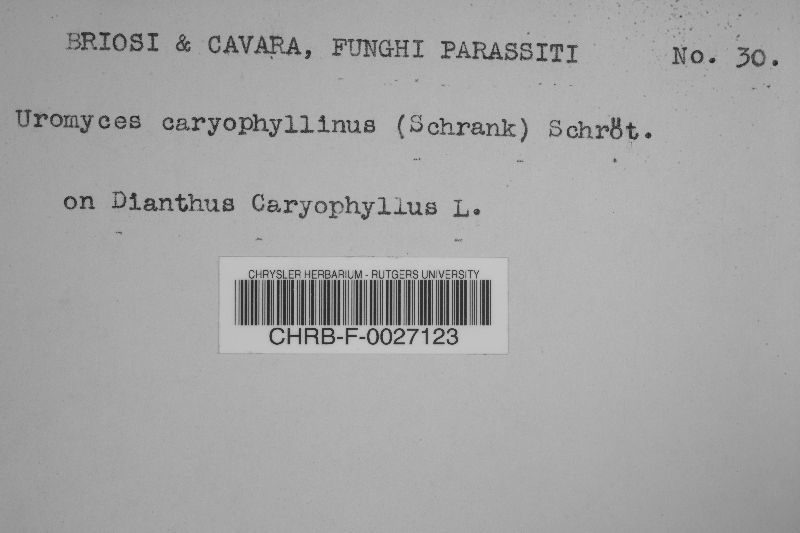 BRIOSI & CAVARA, FUNGHI PARASSITI No. 30.
Uromyces caryophyllinus (Schrank) Schröt.
on Dianthus Caryophyllus L.
CHRYSLER HERBARIUM - RUTGERS UNIVERSITY
CHRB-F-0027123